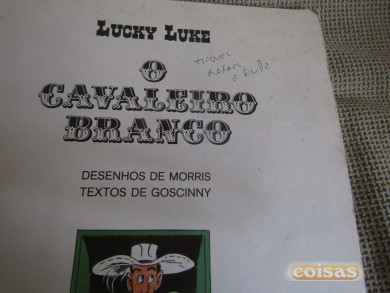 LUCKY LUKE
O
CAVALEIRO
BRANCO
DESENHOS DE MORRIS
TEXTOS DE GOSCINNY
coisas